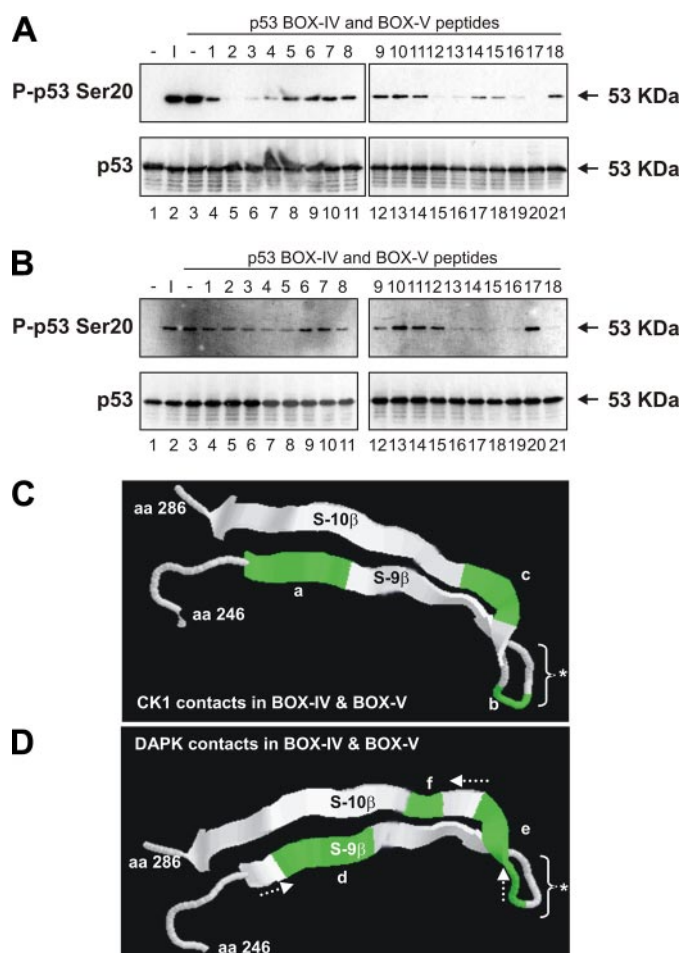 A
p53 BOX-IV and BOX-V peptides
- I - 1 2 3 4 5 6 7 8 9 10 11 12 13 14 15 16 17 18
P-p53 Ser20 53 KDa
p53 53 KDa
1 2 3 4 5 6 7 8 9 10 11 12 13 14 15 16 17 18 19 20 21
B
p53 BOX-IV and BOX-V peptides
- I - 1 2 3 4 5 6 7 8 9 10 11 12 13 14 15 16 17 18
P-p53 Ser20 53 KDa
p53 53 KDa
1 2 3 4 5 6 7 8 9 10 11 12 13 14 15 16 17 18 19 20 21
C
aa 286
S-10β
S-9β
c
a
aa 246
*
b
CK1 contacts in BOX-IV & BOX-V
D
DAPK contacts in BOX-IV & BOX-V
f
S-10β
e
aa 286
S-9β
d
*
aa 246